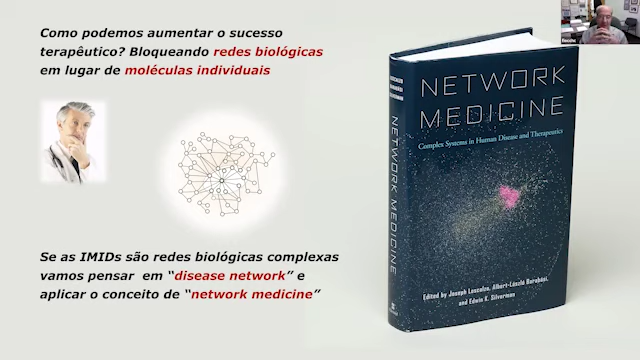 Como podemos aumentar o sucesso
terapêutico? Bloqueando redes biológicas
em lugar de moléculas individuais
NETWORK
MEDICINE
Complex Systems in Human Disease and Therapeutics
NETWORK MEDICINE
Edited by Joseph Loscalzo, Albert-László Barabási,
and Edwin K. Silverman
Se as IMIDs são redes biológicas complexas
vamos pensar em “disease network” e
aplicar o conceito de “network medicine”